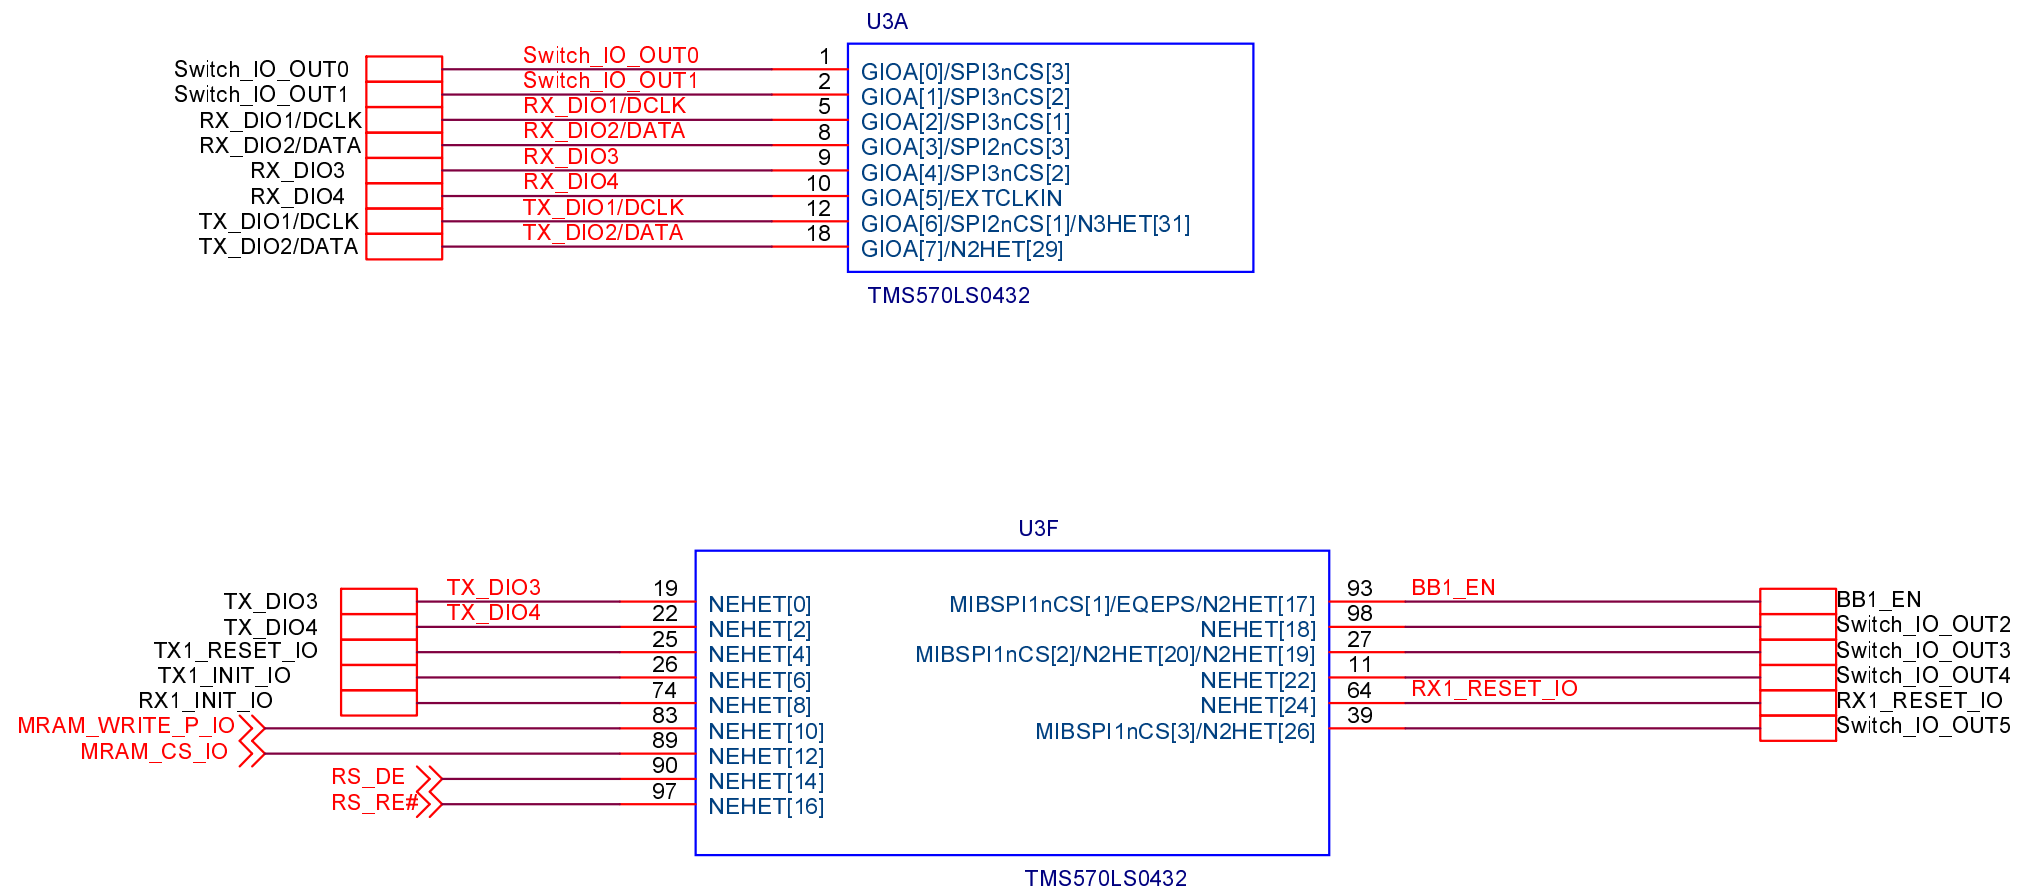 U3A
Switch_IO_OUT0 Switch_IO_OUT0 1 GIOA[0]/SPI3nCS[3]
Switch_IO_OUT1 Switch_IO_OUT1 2 GIOA[1]/SPI3nCS[2]
RX_DIO1/DCLK RX_DIO1/DCLK 5 GIOA[2]/SPI3nCS[1]
RX_DIO2/DATA RX_DIO2/DATA 8 GIOA[3]/SPI2nCS[3]
RX_DIO3 RX_DIO3 9 GIOA[4]/SPI3nCS[2]
RX_DIO4 RX_DIO4 10 GIOA[5]/EXTCLKIN
TX_DIO1/DCLK TX_DIO1/DCLK 12 GIOA[6]/SPI2nCS[1]/N3HET[31]
TX_DIO2/DATA TX_DIO2/DATA 18 GIOA[7]/N2HET[29]
TMS570LS0432
U3F
TX_DIO3 TX_DIO3 19 NEHET[0] MIBSPI1nCS[1]/EQEPS/N2HET[17] 93 BB1_EN BB1_EN
TX_DIO4 TX_DIO4 22 NEHET[2] NEHET[18] 98 Switch_IO_OUT2
TX1_RESET_IO 25 NEHET[4] MIBSPI1nCS[2]/N2HET[20]/N2HET[19] 27 Switch_IO_OUT3
TX1_INIT_IO 26 NEHET[6] NEHET[22] 11 Switch_IO_OUT4
RX1_INIT_IO 74 NEHET[8] NEHET[24] 64 RX1_RESET_IO RX1_RESET_IO
MRAM_WRITE_P_IO 83 NEHET[10] MIBSPI1nCS[3]/N2HET[26] 39 Switch_IO_OUT5
MRAM_CS_IO 89 NEHET[12]
RS_DE 90 NEHET[14]
RS_RE# 97 NEHET[16]
TMS570LS0432